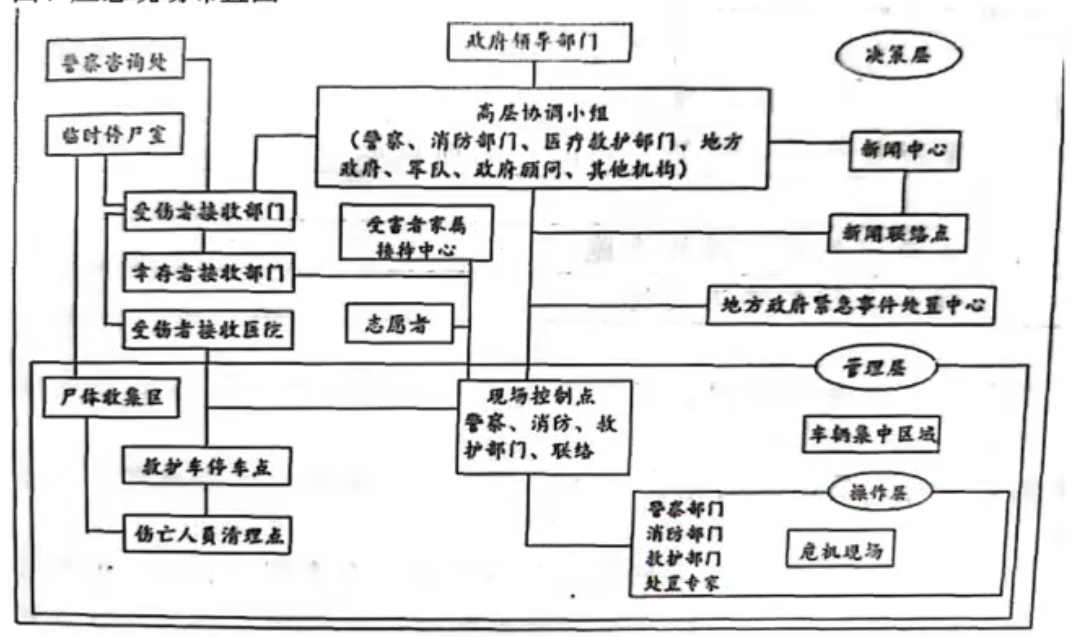 政府领导部门
决策层
警察咨询处
高层协调小组
（警察、消防部门、医疗救护部门、地方
政府、军队、政府顾问、其他机构）
临时停尸室
新闻中心
受伤者接收部门
受害者家属
接待中心
新闻联络点
幸存者接收部门
地方政府紧急事件处置中心
志愿者
受伤者接收医院
管理层
尸体收集区
现场控制点
警察、消防、救
护部门、联络
车辆集中区域
救护车停车点
操作层
警察部门
消防部门
救护部门
处置专家
危机现场
伤亡人员清理点